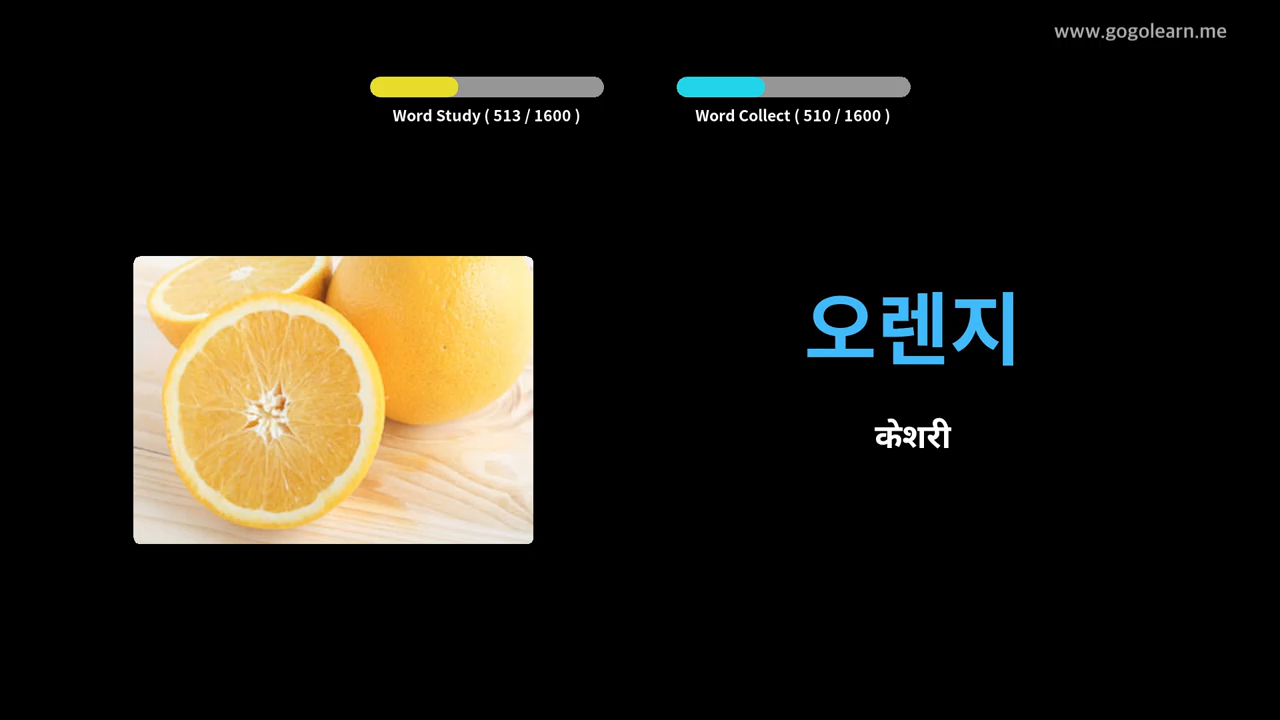 www.gogolearn.me
Word Study ( 513 / 1600 )
Word Collect ( 510 / 1600 )
오렌지
केशरी